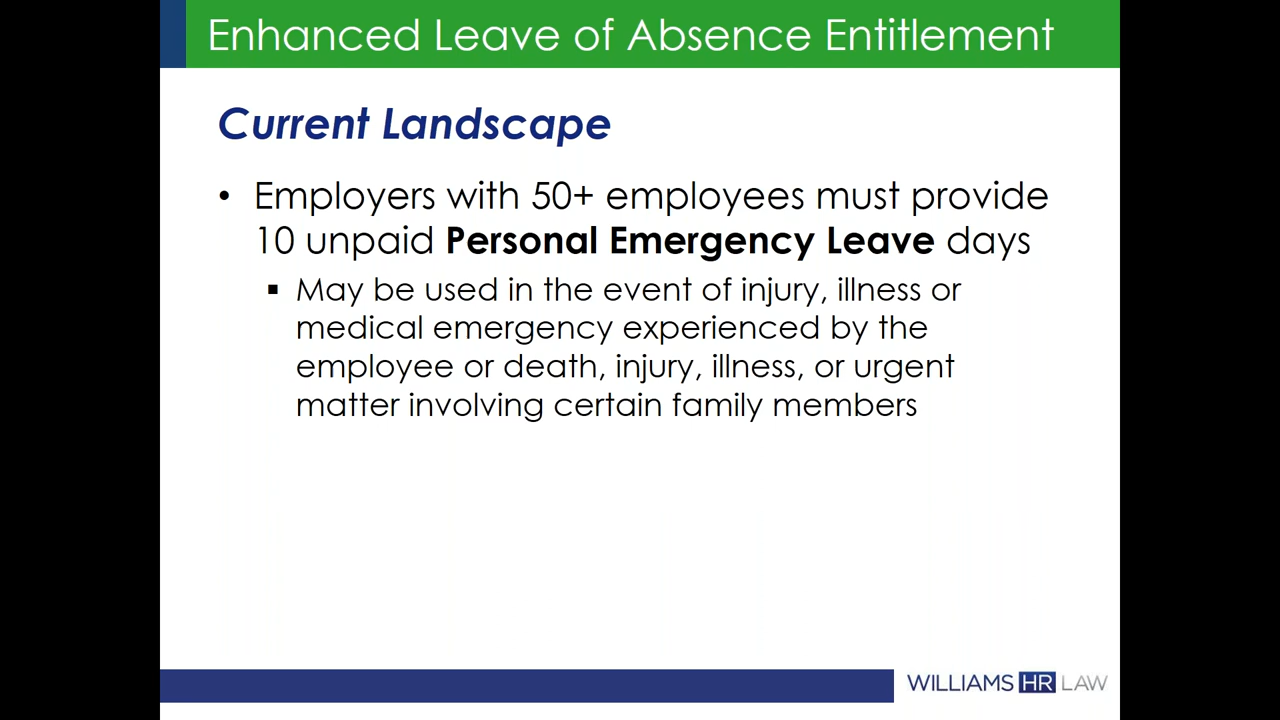 Enhanced Leave of Absence Entitlement
Current Landscape
• Employers with 50+ employees must provide
10 unpaid Personal Emergency Leave days
▪ May be used in the event of injury, illness or
medical emergency experienced by the
employee or death, injury, illness, or urgent
matter involving certain family members
WILLIAMS HR LAW